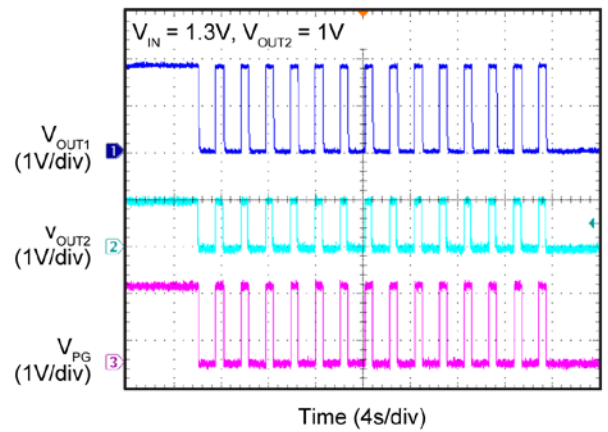 V_IN = 1.3V, V_OUT2 = 1V
V_OUT1
(1V/div)
1
V_OUT2
(1V/div)
2
V_PG
(1V/div)
3
Time (4s/div)